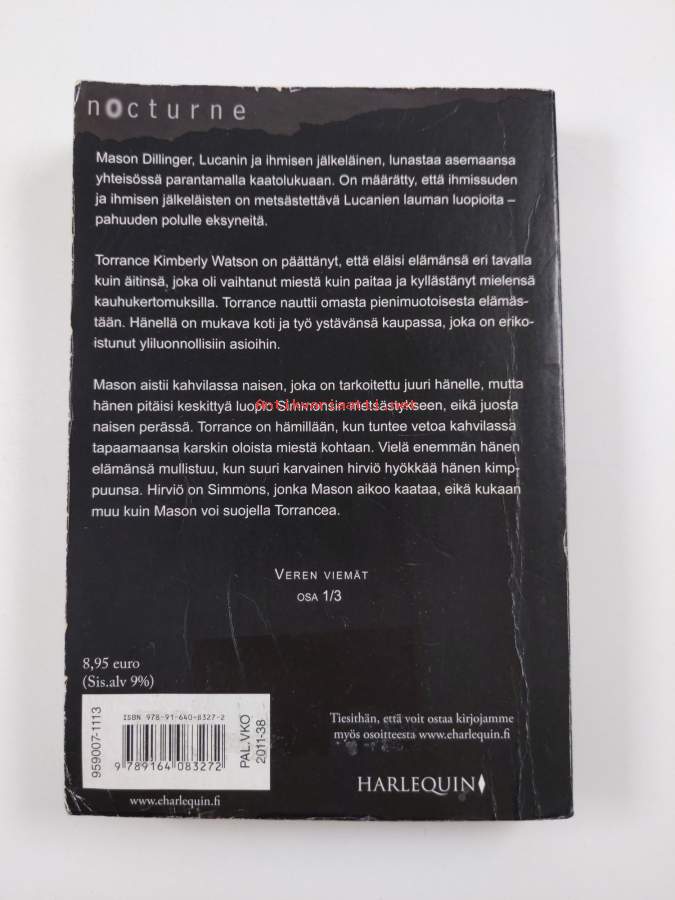 nocturne
Mason Dillinger, Lucanin ja ihmisen jälkeläinen, lunastaa asemaansa
yhteisössä parantamalla kaatolukuaan. On määrätty, että ihmissuden
ja ihmisen jälkeläisten on metsästettävä Lucanien lauman luopioita –
pahuuden polulle eksyneitä.
Torrance Kimberly Watson on päättänyt, että eläisi elämänsä eri tavalla
kuin äitinsä, joka oli vaihtanut miestä kuin paitaa ja kyllästänyt mielensä
kauhukertomuksilla. Torrance nauttii omasta pienimuotoisesta elämäs-
tään. Hänellä on mukava koti ja työ ystävänsä kaupassa, joka on eriko-
istunut yliluonnollisiin asioihin.
Mason aistii kahvilassa naisen, joka on tarkoitettu juuri hänelle, mutta
hänen pitäisi keskittyä luopio Simmonsin metsästykseen, eikä juosta
naisen perässä. Torrance on hämillään, kun tuntee vetoa kahvilassa
tapaamaansa karskin oloista miestä kohtaan. Vielä enemmän hänen
elämänsä mullistuu, kun suuri karvainen hirviö hyökkää hänen kimp-
puunsa. Hirviö on Simmons, jonka Mason aikoo kaataa, eikä kukaan
muu kuin Mason voi suojella Torrancea.
VEREN VIEMÄT
OSA 1/3
8,95 euro
(Sis.alv 9%)
959007-1113
ISBN 978-91-640-8327-2
9 789164 083272
PAL.VKO
2011-38
www.eharlequin.fi
Tiesithän, että voit ostaa kirjojamme
myös osoitteesta www.eharlequin.fi
HARLEQUIN